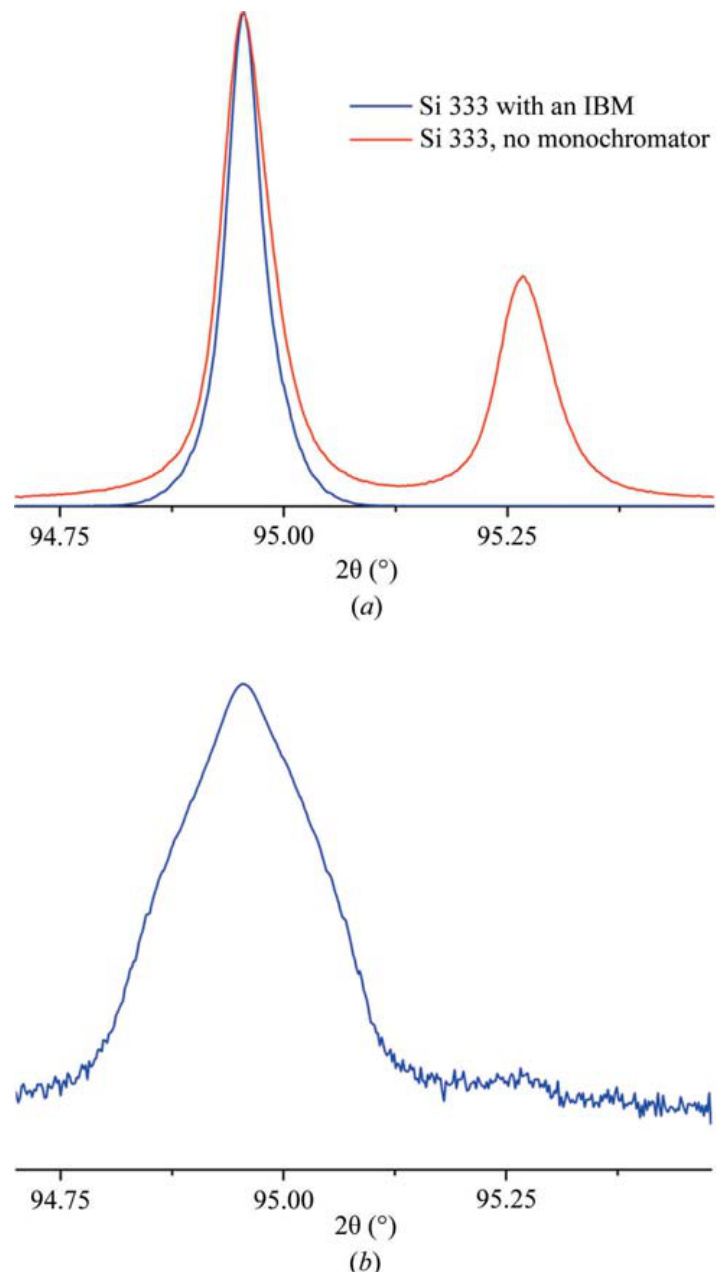 Si 333 with an IBM
Si 333, no monochromator
94.75 95.00 95.25
2θ (°)
(a)
94.75 95.00 95.25
2θ (°)
(b)